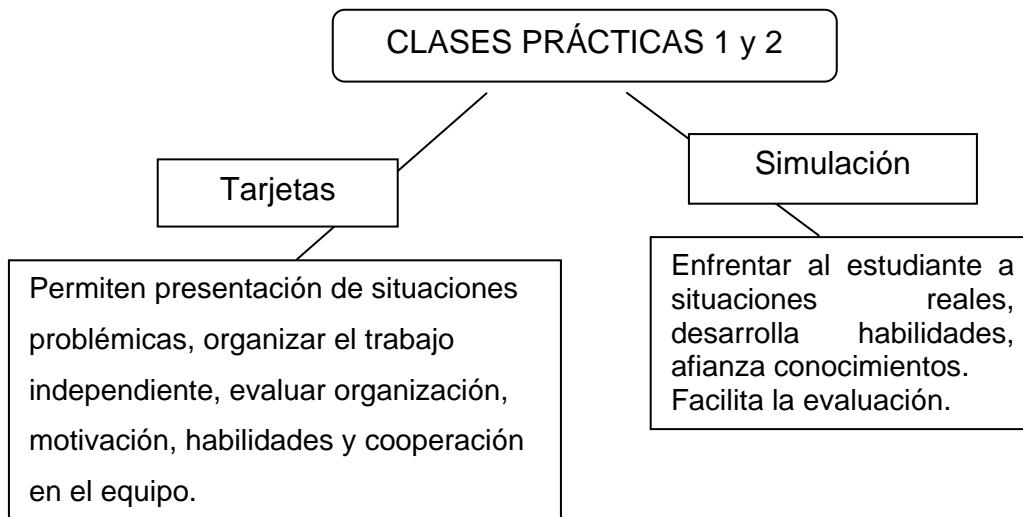 CLASES PRÁCTICAS 1 y 2
Tarjetas
Simulación
Permiten presentación de situaciones
problémicas, organizar el trabajo
independiente, evaluar organización,
motivación, habilidades y cooperación
en el equipo.
Enfrentar al estudiante a
situaciones reales,
desarrolla habilidades,
afianza conocimientos.
Facilita la evaluación.